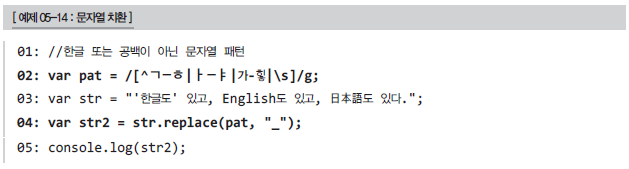 [ 예제 05-14 : 문자열 치환 ]
01: //한글 또는 공백이 아닌 문자열 패턴
02: var pat = /[^ㄱ-ㅎ|ㅏ-ㅑ|가-힣|\s]/g;
03: var str = "'한글도' 있고, English도 있고, 日本語도 있다.";
04: var str2 = str.replace(pat, "_");
05: console.log(str2);